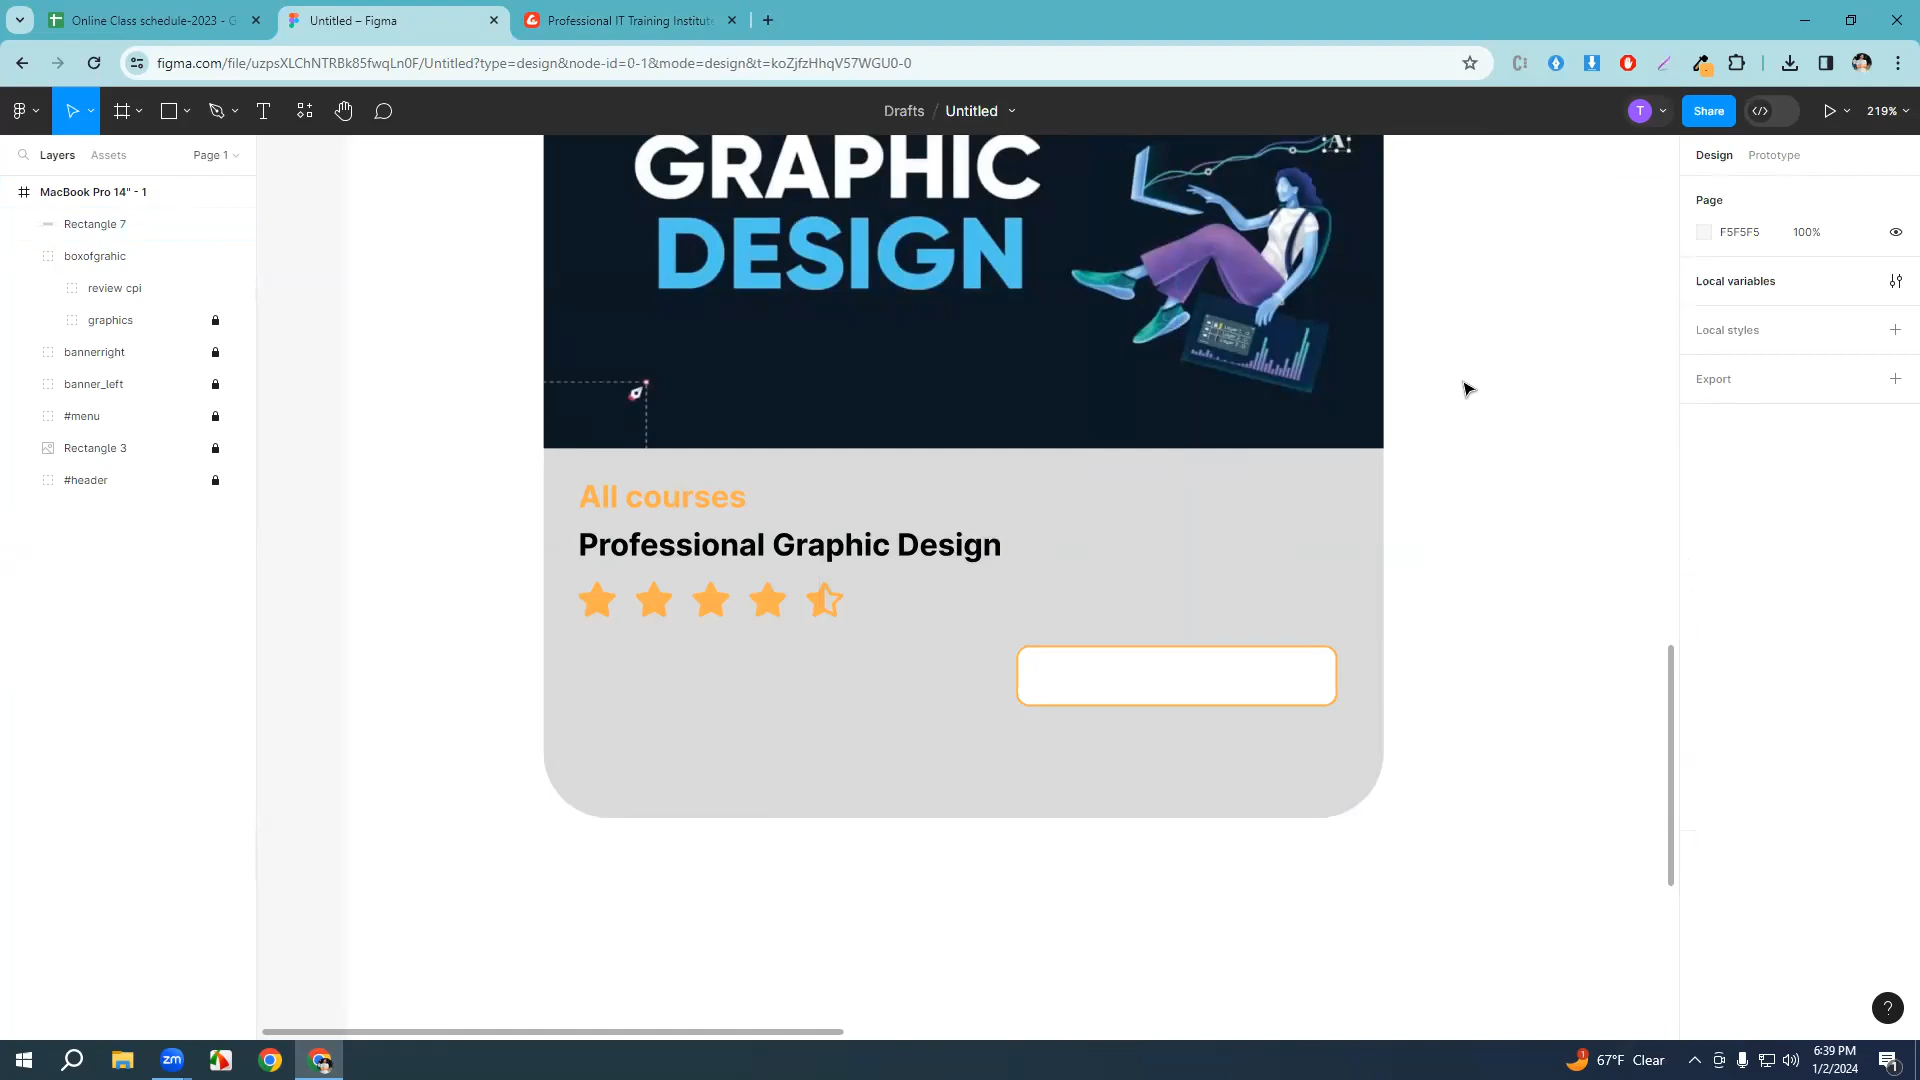 Online Class schedule-2023 - G
Untitled – Figma
Professional IT Training Institute
figma.com/file/uzpsXLChNTRBk85fwqLn0F/Untitled?type=design&node-id=0-1&mode=design&t=koZjfzHhqV57WGU0-0
Drafts / Untitled
T
Share
219%
Layers
Assets
Page 1
Design
Prototype
MacBook Pro 14" - 1
Rectangle 7
boxofgrahic
review cpi
graphics
bannerright
banner_left
#menu
Rectangle 3
#header
GRAPHIC
DESIGN
A
All courses
Professional Graphic Design
Page
F5F5F5
100%
Local variables
Local styles
Export
?
zm
67°F Clear
6:39 PM
1/2/2024
1